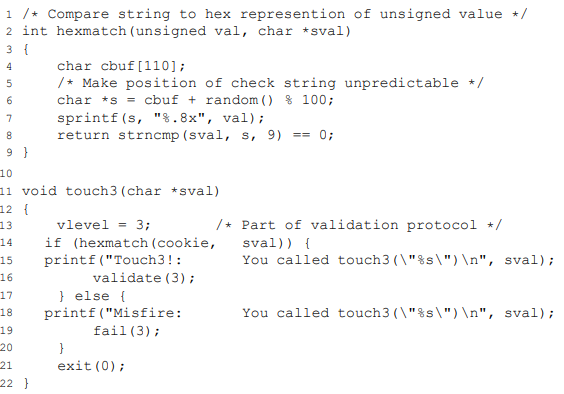 1 /* Compare string to hex represention of unsigned value */
2 int hexmatch(unsigned val, char *sval)
3 {
4     char cbuf[110];
5     /* Make position of check string unpredictable */
6     char *s = cbuf + random() % 100;
7     sprintf(s, "%.8x", val);
8     return strncmp(sval, s, 9) == 0;
9 }
10
11 void touch3(char *sval)
12 {
13     vlevel = 3;       /* Part of validation protocol */
14    if (hexmatch(cookie,   sval)) {
15    printf("Touch3!:      You called touch3(\"%s\")\n", sval);
16         validate(3);
17     } else {
18    printf("Misfire:      You called touch3(\"%s\")\n", sval);
19         fail(3);
20     }
21     exit(0);
22 }